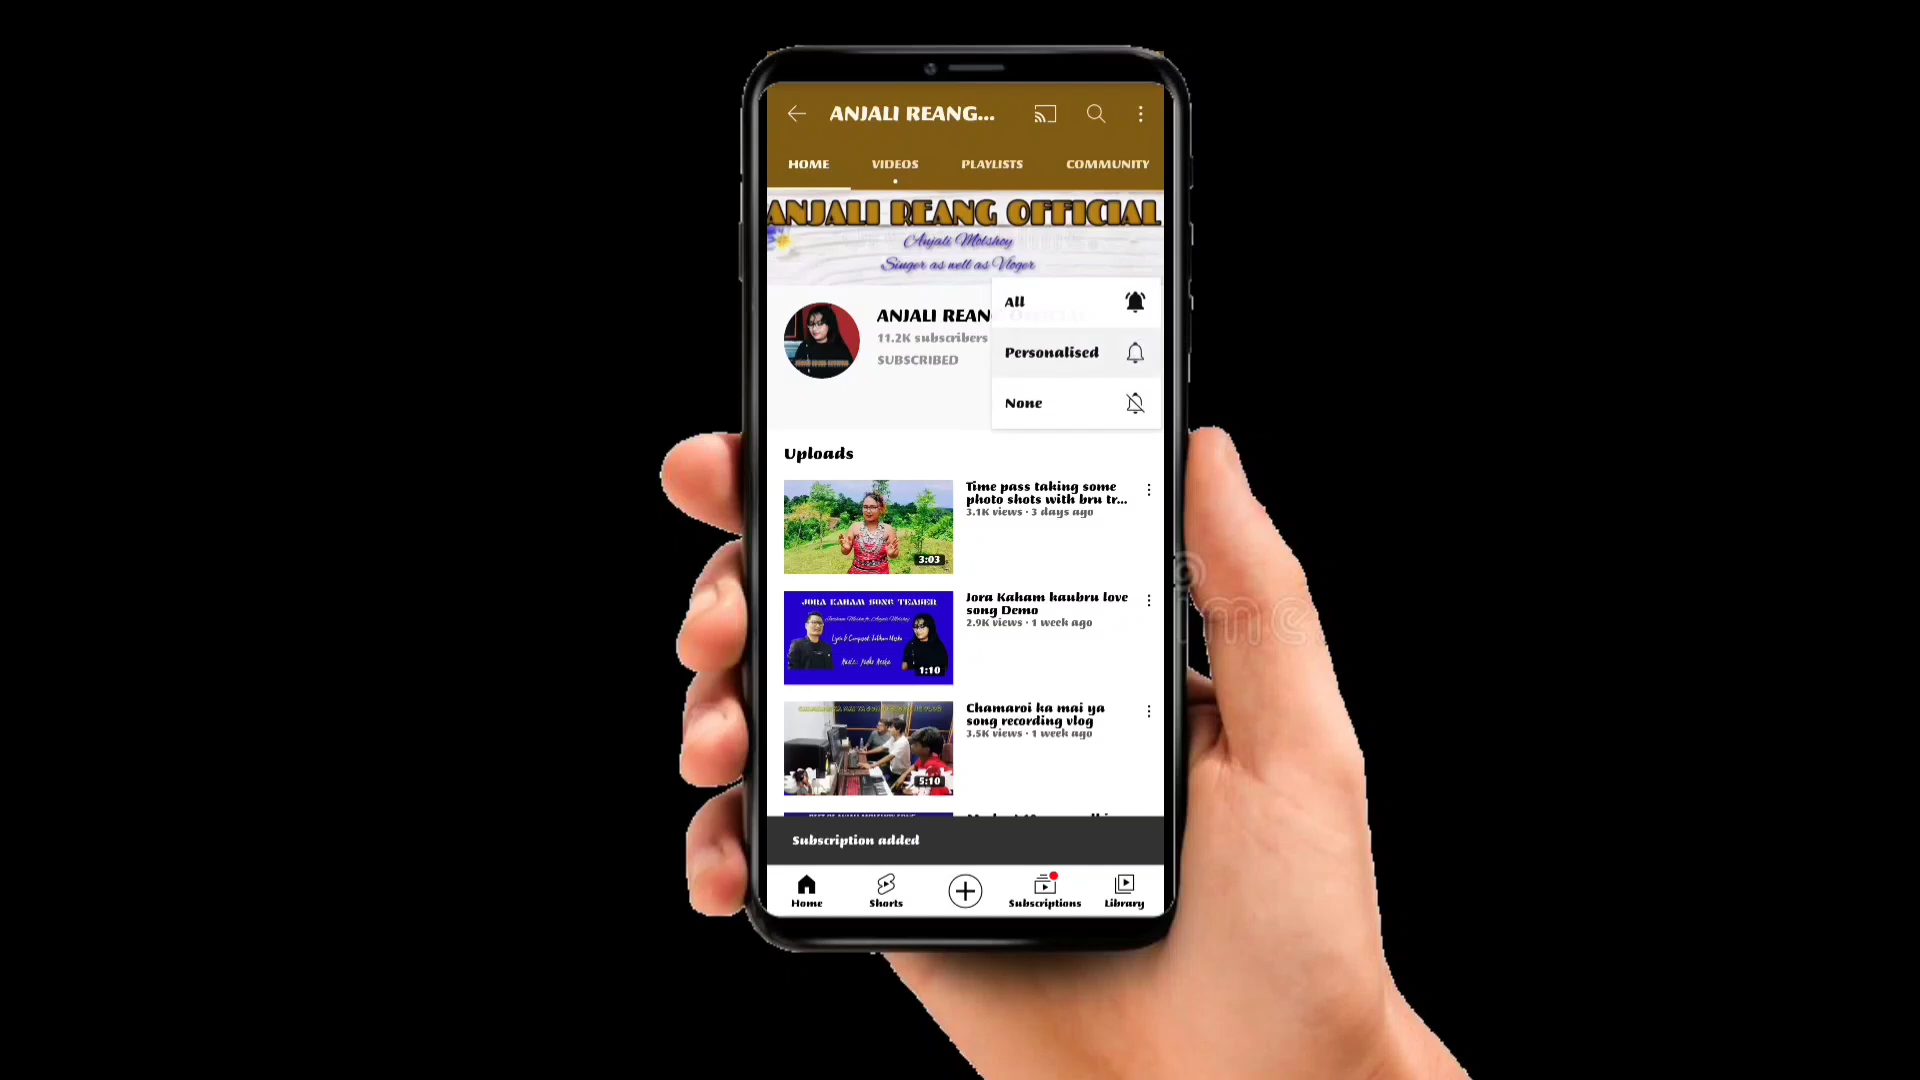 ANJALI REANG...
HOME
VIDEOS
PLAYLISTS
COMMUNITY
ANJALI REANG OFFICIAL
Anjali Molshoy
Singer as well as Vloger
ANJALI REAN
11.2K subscribers
SUBSCRIBED
All
Personalised
None
Uploads
Time pass taking some
photo shots with bru tr...
3.1K views · 3 days ago
3:03
JORA KAHAM SONG TEASER
Jora Kaham kaubru love
song Demo
2.9K views · 1 week ago
1:10
Chamaroi ka mai ya
song recording vlog
3.5K views · 1 week ago
5:10
Subscription added
Home
Shorts
Subscriptions
Library